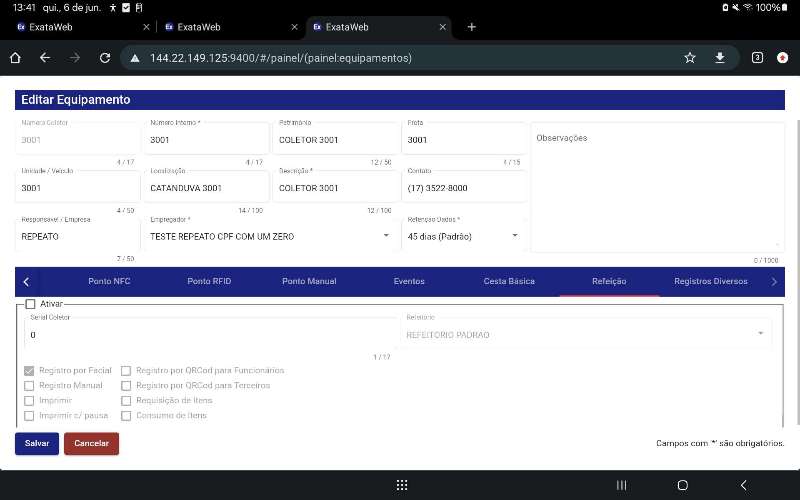 13:41 qui., 6 de jun. 100%
ExataWeb ExataWeb ExataWeb
144.22.149.125:9400/#/painel/(painel:equipamentos) 3
Editar Equipamento
Número Coletor Número Interno * Patrimônio Frota
3001 3001 COLETOR 3001 3001 Observações
4 / 17 4 / 17 12 / 50 4 / 15
Unidade / Veículo Localização Descrição * Contato
3001 CATANDUVA 3001 COLETOR 3001 (17) 3522-8000
4 / 50 14 / 100 12 / 100
Responsável / Empresa Empregador * Retenção Dados *
REPEATO TESTE REPEATO CPF COM UM ZERO 45 dias (Padrão)
7 / 50 0 / 1000
Ponto NFC Ponto RFID Ponto Manual Eventos Cesta Básica Refeição Registros Diversos
Ativar
Serial Coletor Refeitório
0 REFEITORIO PADRAO
1 / 17
Registro por Facial Registro por QRCod para Funcionários
Registro Manual Registro por QRCod para Terceiros
Imprimir Requisição de Itens
Imprimir c/ pausa Consumo de Itens
Salvar Cancelar Campos com '*' são obrigatórios.